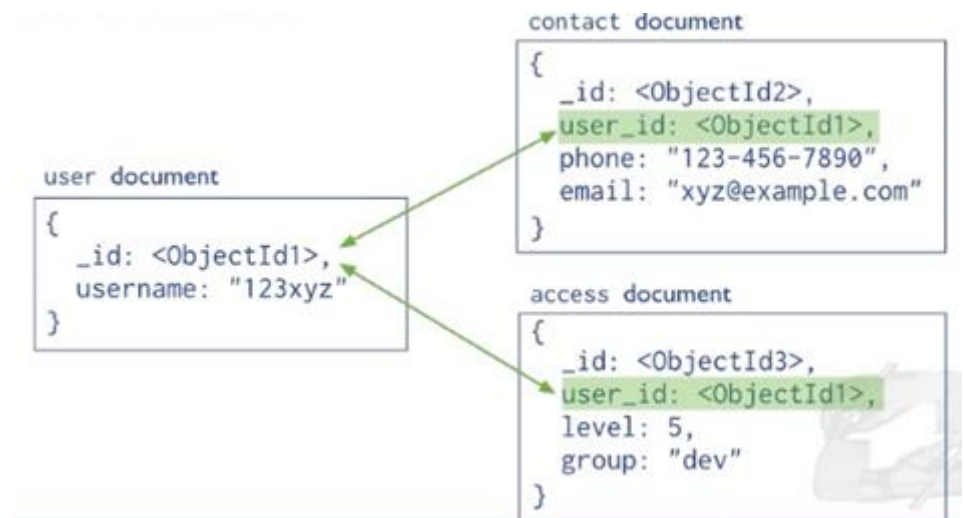 contact document
{
_id: <ObjectId2>,
user_id: <ObjectId1>,
phone: "123-456-7890",
email: "xyz@example.com"
}
user document
{
_id: <ObjectId1>,
username: "123xyz"
}
access document
{
_id: <ObjectId3>,
user_id: <ObjectId1>,
level: 5,
group: "dev"
}